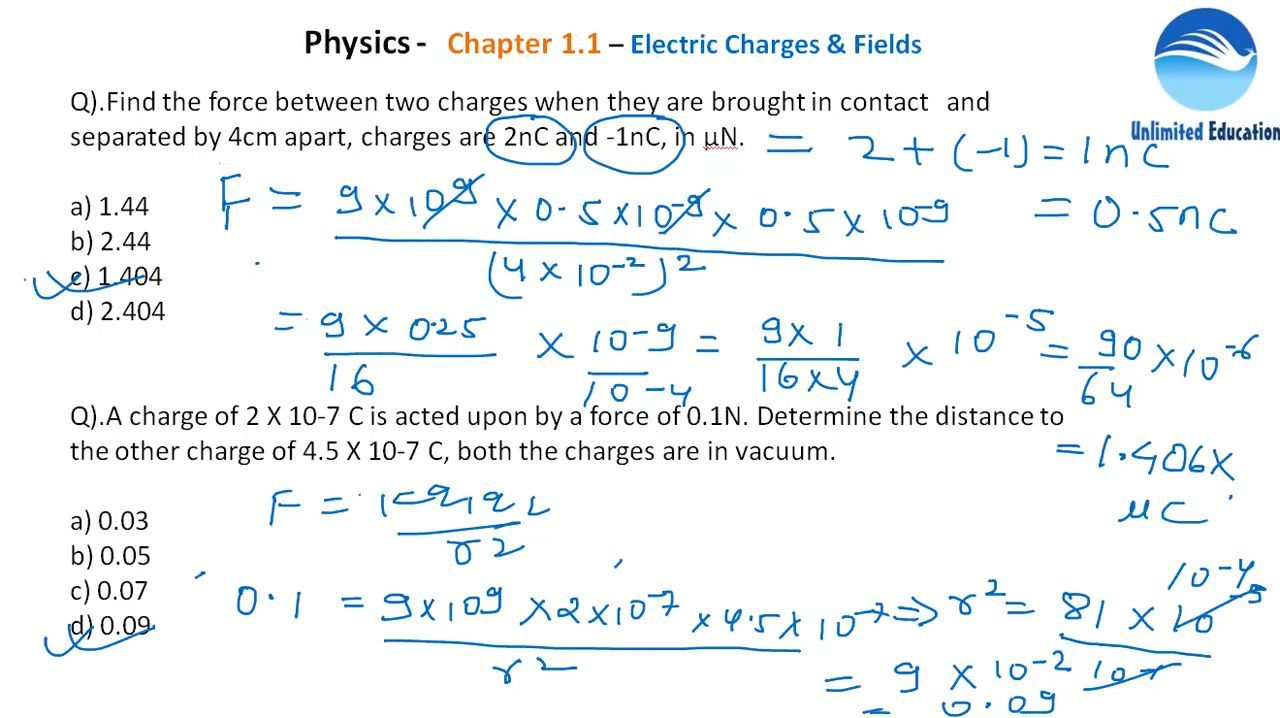 Physics - Chapter 1.1 – Electric Charges & Fields
Unlimited Education
Q).Find the force between two charges when they are brought in contact and
separated by 4cm apart, charges are 2nC and -1nC, in µN.
= 2 + (-1) = 1nC
= 0.5nc
a) 1.44
b) 2.44
c) 1.404
d) 2.404
F = 9 × 10^9 × 0.5 × 10^-9 × 0.5 × 10^-9
(4 × 10^-2)^2
= 9 × 0.25 / 16 × 10^-9 / 10^-4 = 9 × 1 / 16 × 4 × 10^-5 = 90 / 64 × 10^-6
= 1.406 ×
µC
Q).A charge of 2 X 10-7 C is acted upon by a force of 0.1N. Determine the distance to
the other charge of 4.5 X 10-7 C, both the charges are in vacuum.
a) 0.03
b) 0.05
c) 0.07
d) 0.09
F = kq1q2
r2
0.1 = 9 × 10^9 × 2 × 10^-7 × 4.5 × 10^-7 => r^2 = 81 × 10^-4
r2
= 9 × 10^-2
= 0.09